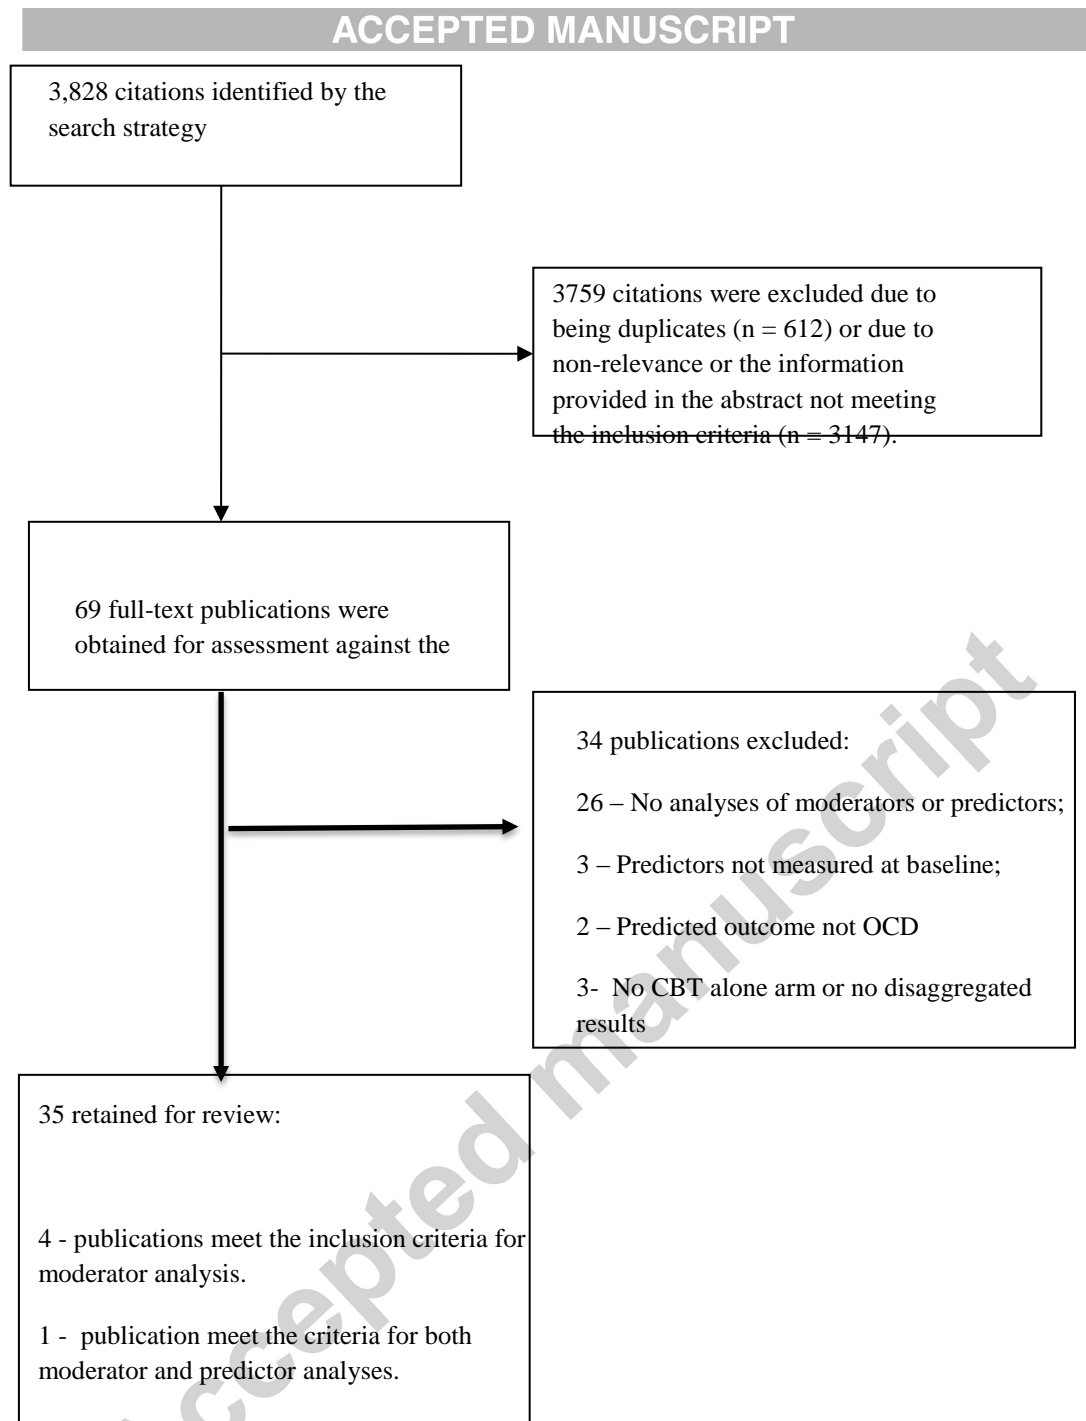 ACCEPTED MANUSCRIPT
3,828 citations identified by the
search strategy
3759 citations were excluded due to
being duplicates (n = 612) or due to
non-relevance or the information
provided in the abstract not meeting
the inclusion criteria (n = 3147).
69 full-text publications were
obtained for assessment against the
34 publications excluded:
26 – No analyses of moderators or predictors;
3 – Predictors not measured at baseline;
2 – Predicted outcome not OCD
3- No CBT alone arm or no disaggregated
results
35 retained for review:
4 - publications meet the inclusion criteria for
moderator analysis.
1 - publication meet the criteria for both
moderator and predictor analyses.
Accepted manuscript